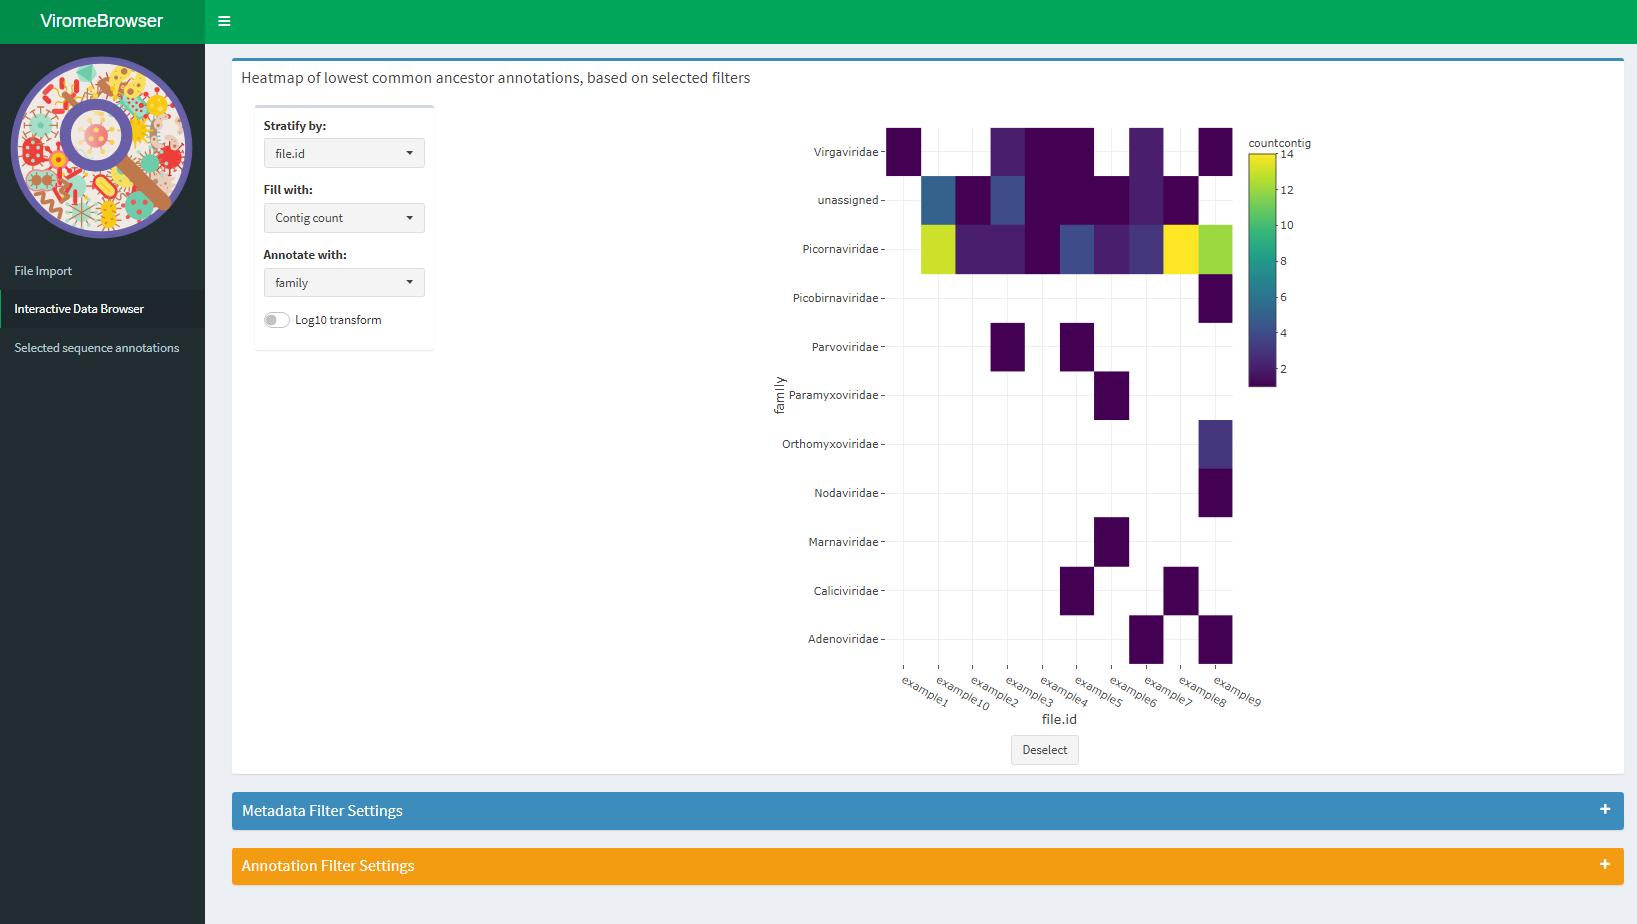 ViromeBrowser
File Import
Interactive Data Browser
Selected sequence annotations
Heatmap of lowest common ancestor annotations, based on selected filters
Stratify by:
file.id
Fill with:
Contig count
Annotate with:
family
Log10 transform
family
Virgaviridae
unassigned
Picornaviridae
Picobirnaviridae
Parvoviridae
Paramyxoviridae
Orthomyxoviridae
Nodaviridae
Marnaviridae
Caliciviridae
Adenoviridae
example1
example10
example2
example3
example4
example5
example6
example7
example8
example9
file.id
countcontig
14
12
10
8
6
4
2
Deselect
Metadata Filter Settings
Annotation Filter Settings